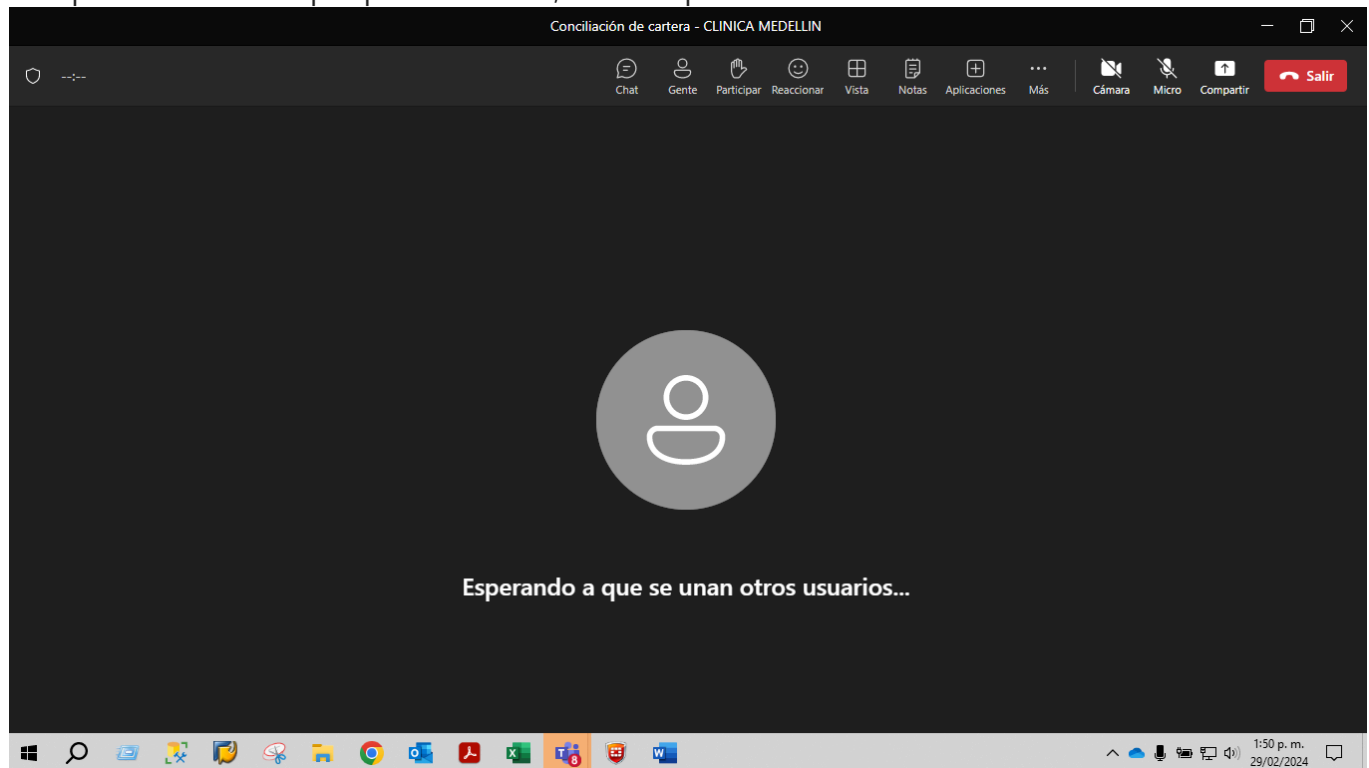 Conciliación de cartera - CLINICA MEDELLIN
--:--
Chat Gente Participar Reaccionar Vista Notas Aplicaciones Más Cámara Micro Compartir Salir
Esperando a que se unan otros usuarios...
8
1:50 p. m.
29/02/2024